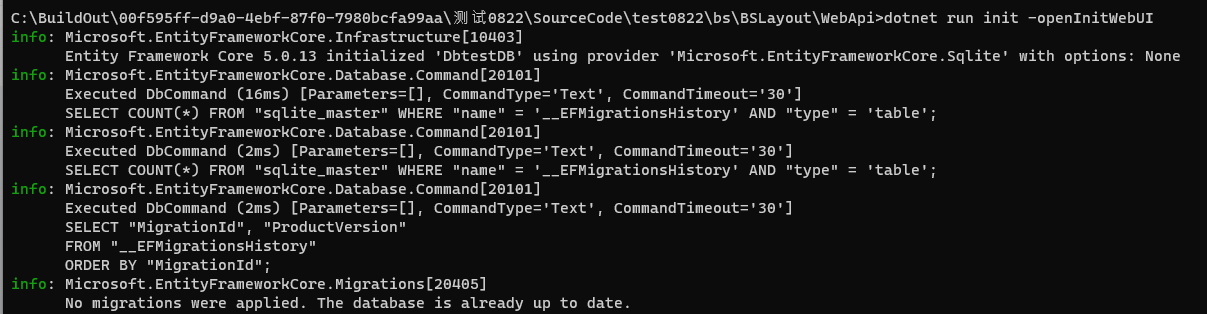 C:\BuildOut\00f595ff-d9a0-4ebf-87f0-7980bcfa99aa\测试0822\SourceCode\test0822\bs\BSLayout\WebApi>dotnet run init -openInitWebUI
info: Microsoft.EntityFrameworkCore.Infrastructure[10403]
      Entity Framework Core 5.0.13 initialized 'DbtestDB' using provider 'Microsoft.EntityFrameworkCore.Sqlite' with options: None
info: Microsoft.EntityFrameworkCore.Database.Command[20101]
      Executed DbCommand (16ms) [Parameters=[], CommandType='Text', CommandTimeout='30']
      SELECT COUNT(*) FROM "sqlite_master" WHERE "name" = '__EFMigrationsHistory' AND "type" = 'table';
info: Microsoft.EntityFrameworkCore.Database.Command[20101]
      Executed DbCommand (2ms) [Parameters=[], CommandType='Text', CommandTimeout='30']
      SELECT COUNT(*) FROM "sqlite_master" WHERE "name" = '__EFMigrationsHistory' AND "type" = 'table';
info: Microsoft.EntityFrameworkCore.Database.Command[20101]
      Executed DbCommand (2ms) [Parameters=[], CommandType='Text', CommandTimeout='30']
      SELECT "MigrationId", "ProductVersion"
      FROM "__EFMigrationsHistory"
      ORDER BY "MigrationId";
info: Microsoft.EntityFrameworkCore.Migrations[20405]
      No migrations were applied. The database is already up to date.